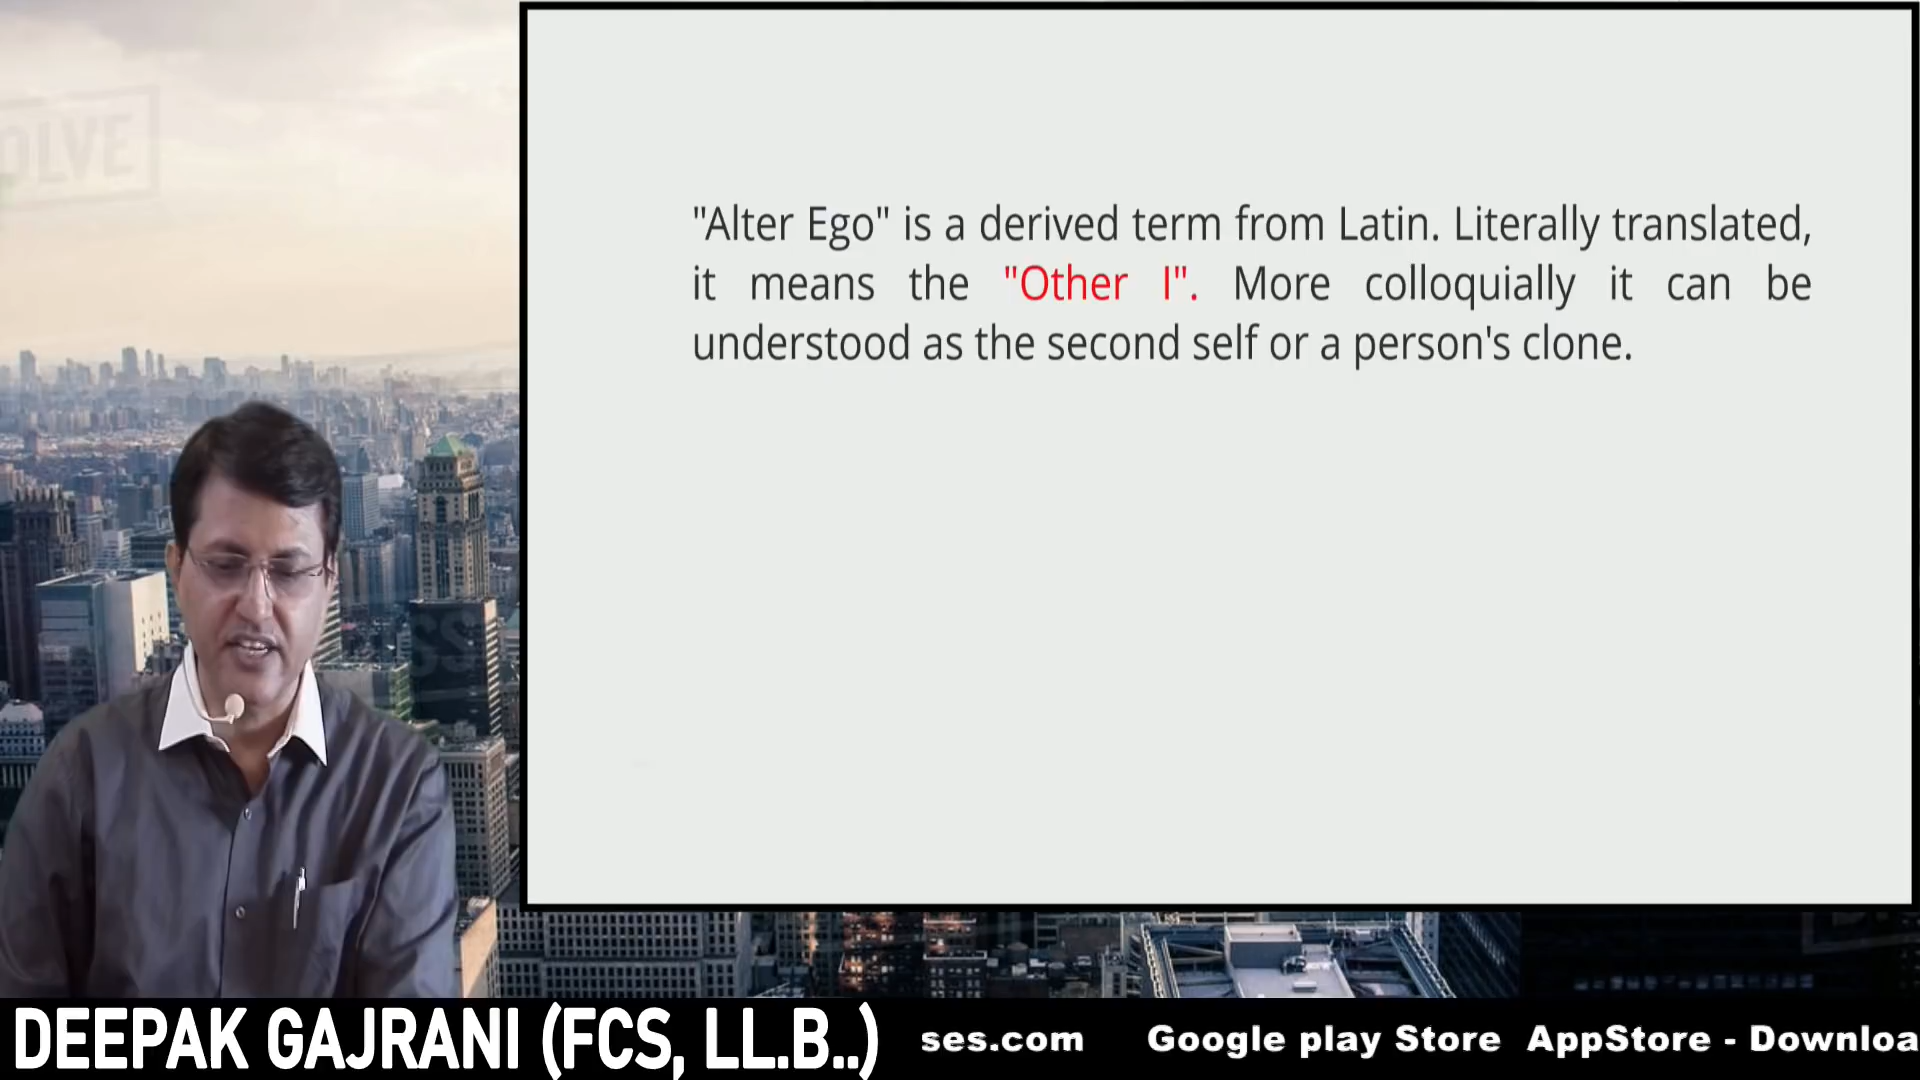 OLVE
"Alter Ego" is a derived term from Latin. Literally translated,
it means the "Other I". More colloquially it can be
understood as the second self or a person's clone.
DEEPAK GAJRANI (FCS, LL.B..)
ses.com Google play Store AppStore - Downloa